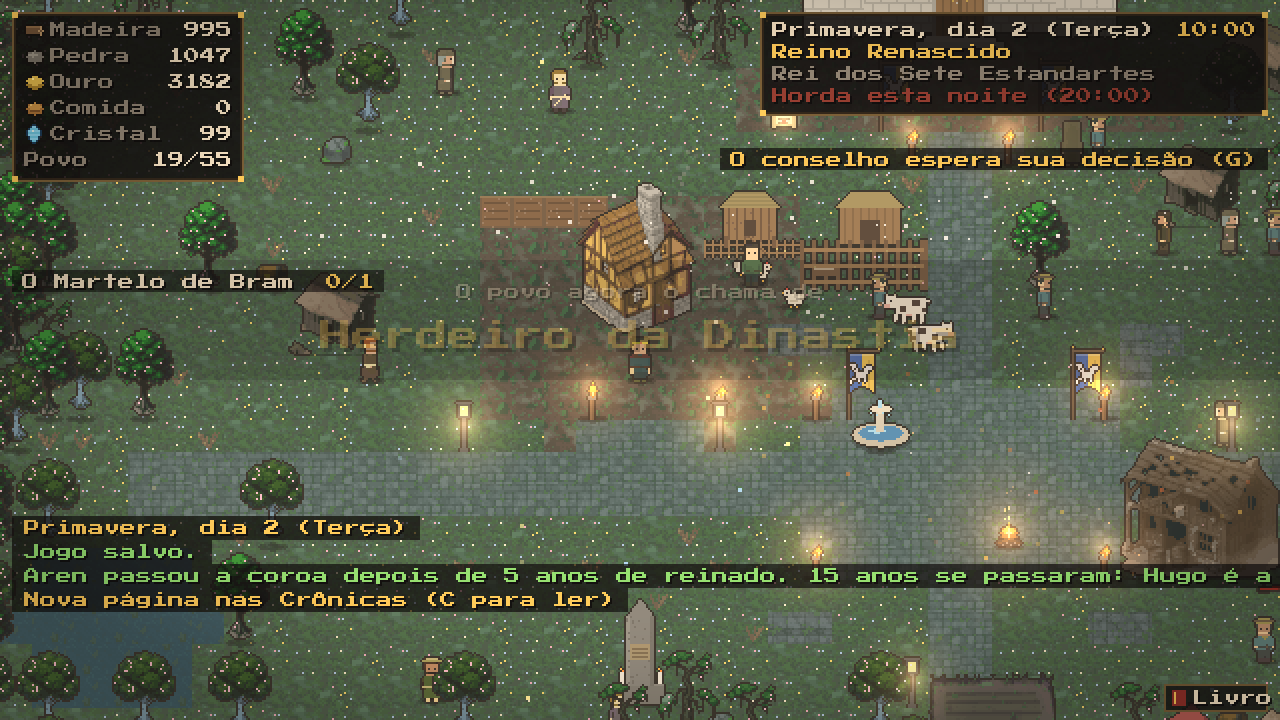 Madeira 995
Pedra 1047
Ouro 3182
Comida 0
Cristal 99
Povo 19/55
Primavera, dia 2 (Terça) 10:00
Reino Renascido
Rei dos Sete Estandartes
Horda esta noite (20:00)
O conselho espera sua decisão (G)
O Martelo de Bram 0/1
O povo agora o chama de
Herdeiro da Dinastia
Primavera, dia 2 (Terça)
Jogo salvo.
Aren passou a coroa depois de 5 anos de reinado. 15 anos se passaram: Hugo é a
Nova página nas Crônicas (C para ler)
Livro